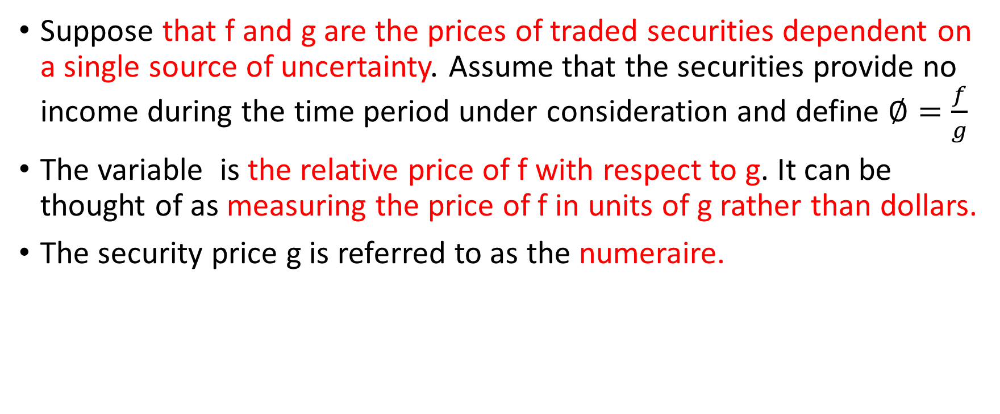 • Suppose that f and g are the prices of traded securities dependent on
a single source of uncertainty. Assume that the securities provide no
income during the time period under consideration and define ∅ = f/g
• The variable  is the relative price of f with respect to g. It can be
thought of as measuring the price of f in units of g rather than dollars.
• The security price g is referred to as the numeraire.